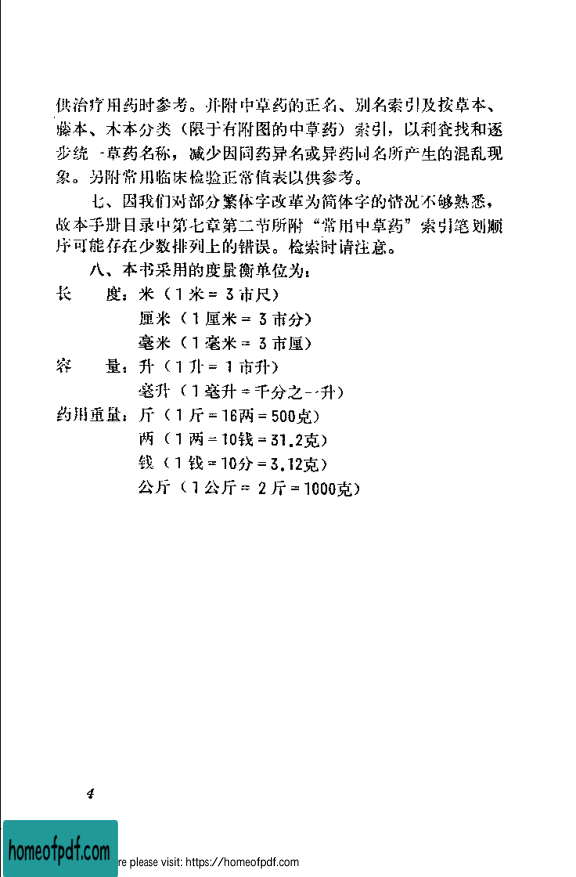 供治疗用药时参考。并附中草药的正名、别名索引及按草本、
藤本、木本分类（限于有附图的中草药）索引，以利查找和逐
步统一草药名称，减少因同药异名或异药同名所产生的混乱现
象。另附常用临床检验正常值表以供参考。
七、因我们对部分繁体字改革为简体字的情况不够熟悉，
故本手册目录中第七章第二节所附“常用中草药”索引笔划顺
序可能存在少数排列上的错误。检索时请注意。
八、本书采用的度量衡单位为：
长 度：米（1米＝3市尺）
厘米（1厘米＝3市分）
毫米（1毫米＝3市厘）
容 量：升（1升＝1市升）
毫升（1毫升＝千分之一升）
药用重量：斤（1斤＝16两＝500克）
两（1两＝10钱＝31.2克）
钱（1钱＝10分＝3.12克）
公斤（1公斤＝2斤＝1000克）
4
homeofpdf.com
re please visit: https://homeofpdf.com